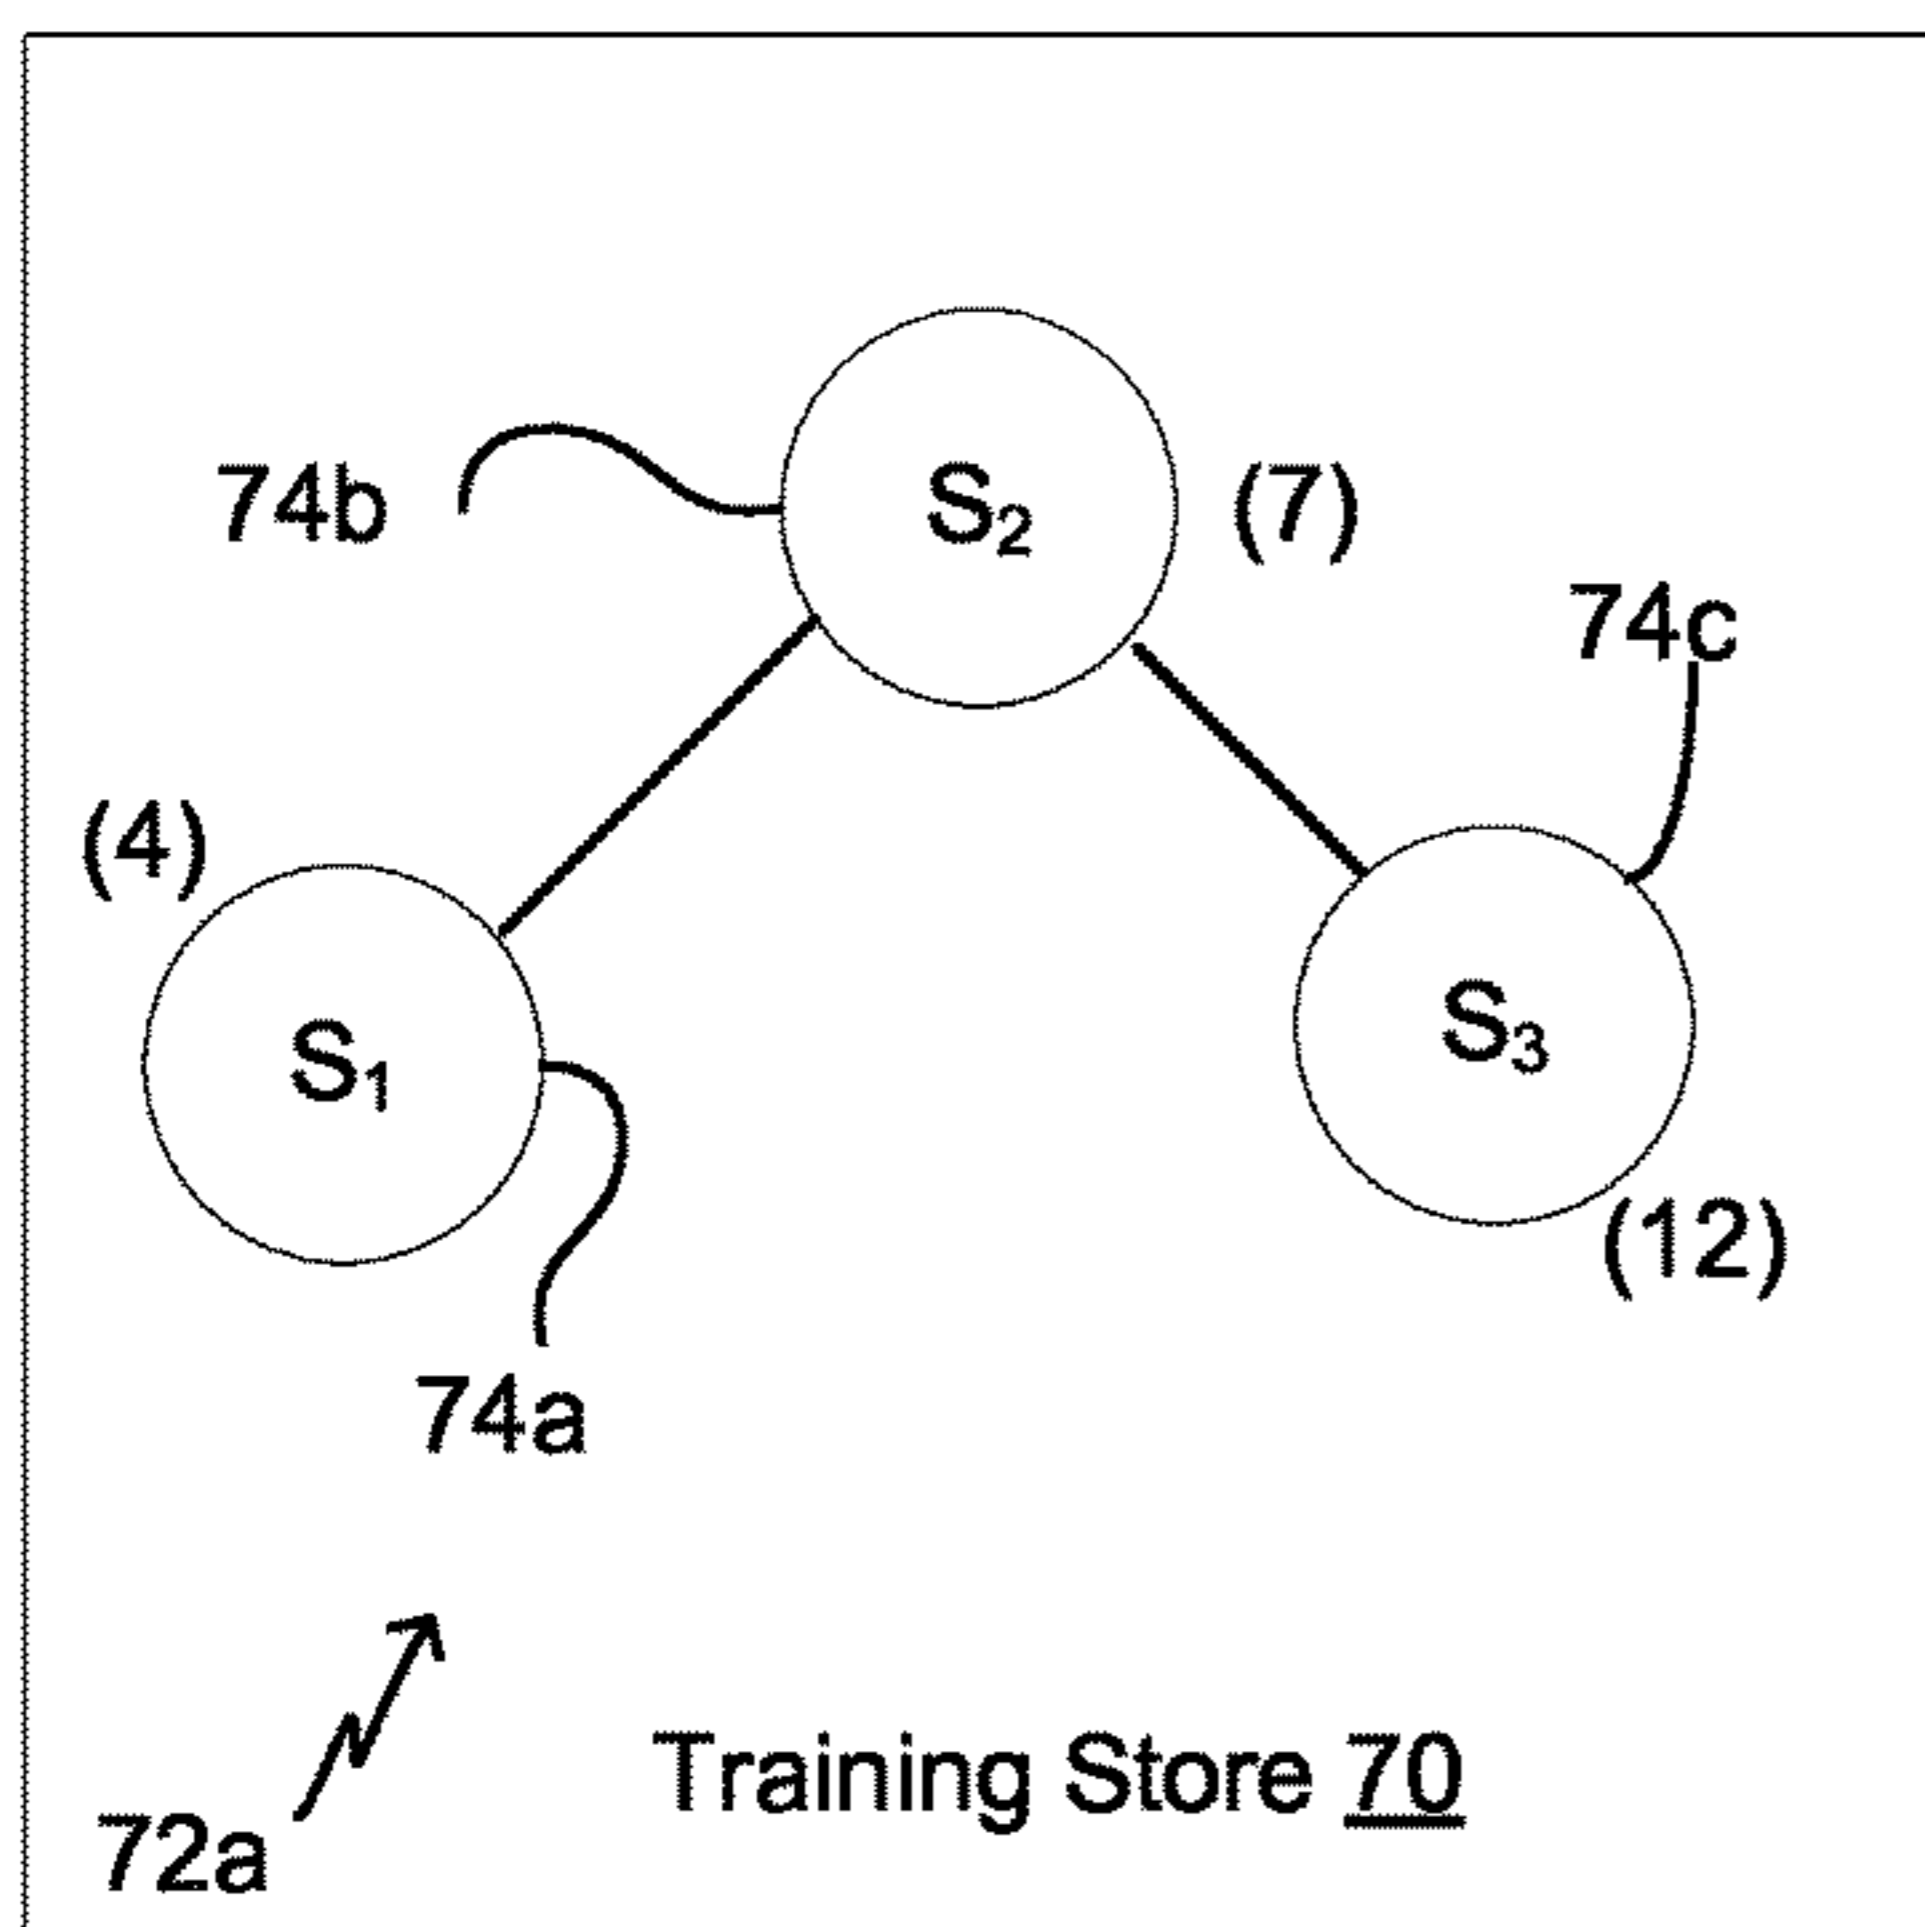 74b
S₂
(7)
74c
(4)
S₁
S₃
(12)
74a
Training Store 70
72a